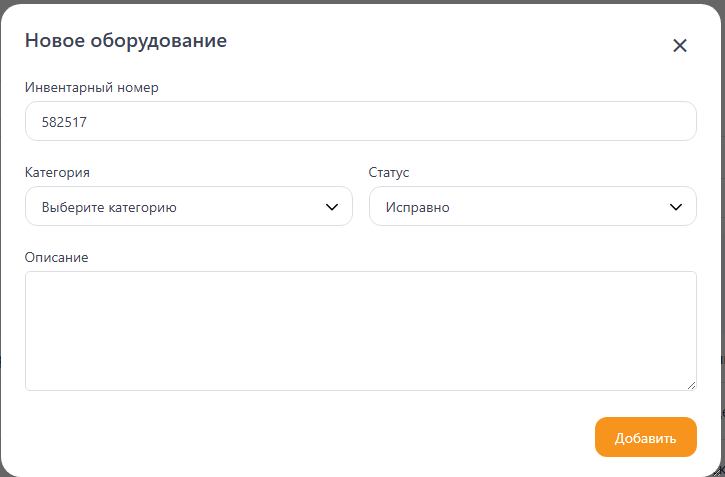 Новое оборудование
Инвентарный номер
582517
Категория
Статус
Выберите категорию
Исправно
Описание
Добавить